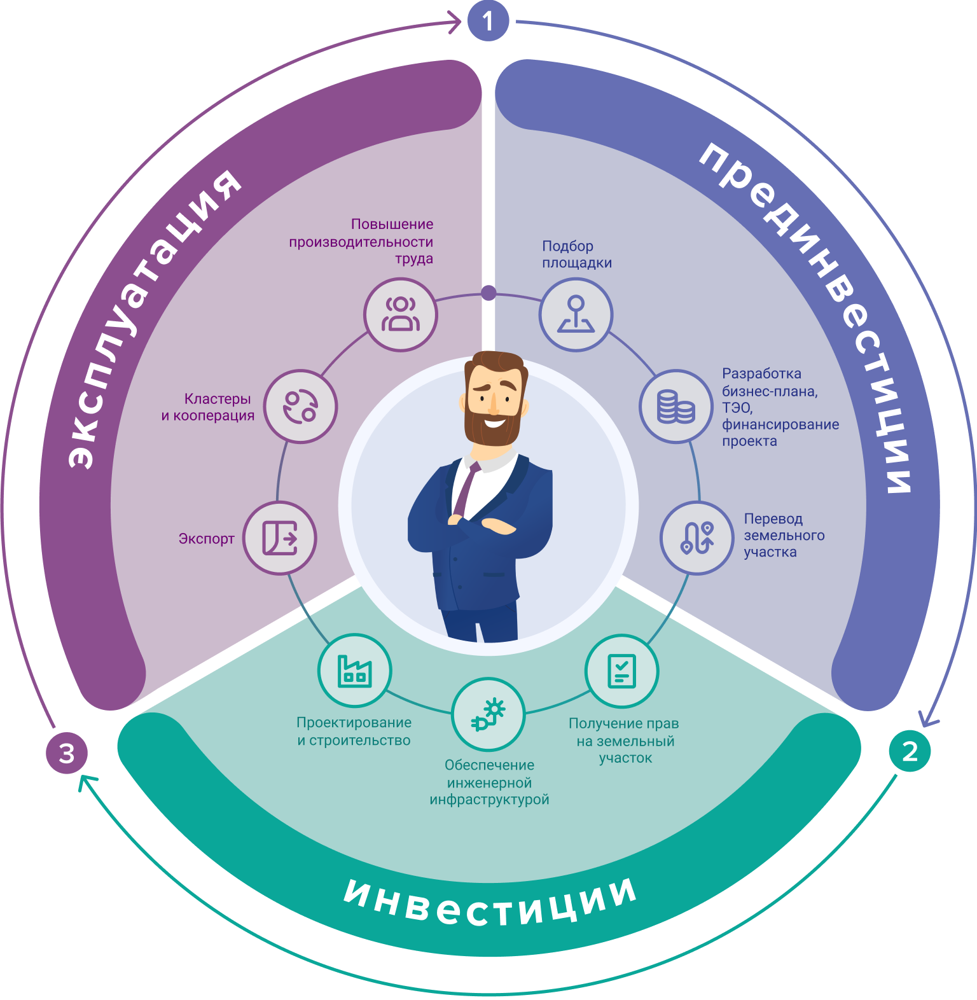 1
прединвестиции
Подбор
площадки
Разработка
бизнес-плана,
ТЭО,
финансирование
проекта
Перевод
земельного
участка
2
инвестиции
Получение прав
на земельный
участок
Обеспечение
инженерной
инфраструктурой
Проектирование
и строительство
3
эксплуатация
Экспорт
Кластеры
и кооперация
Повышение
производительности
труда